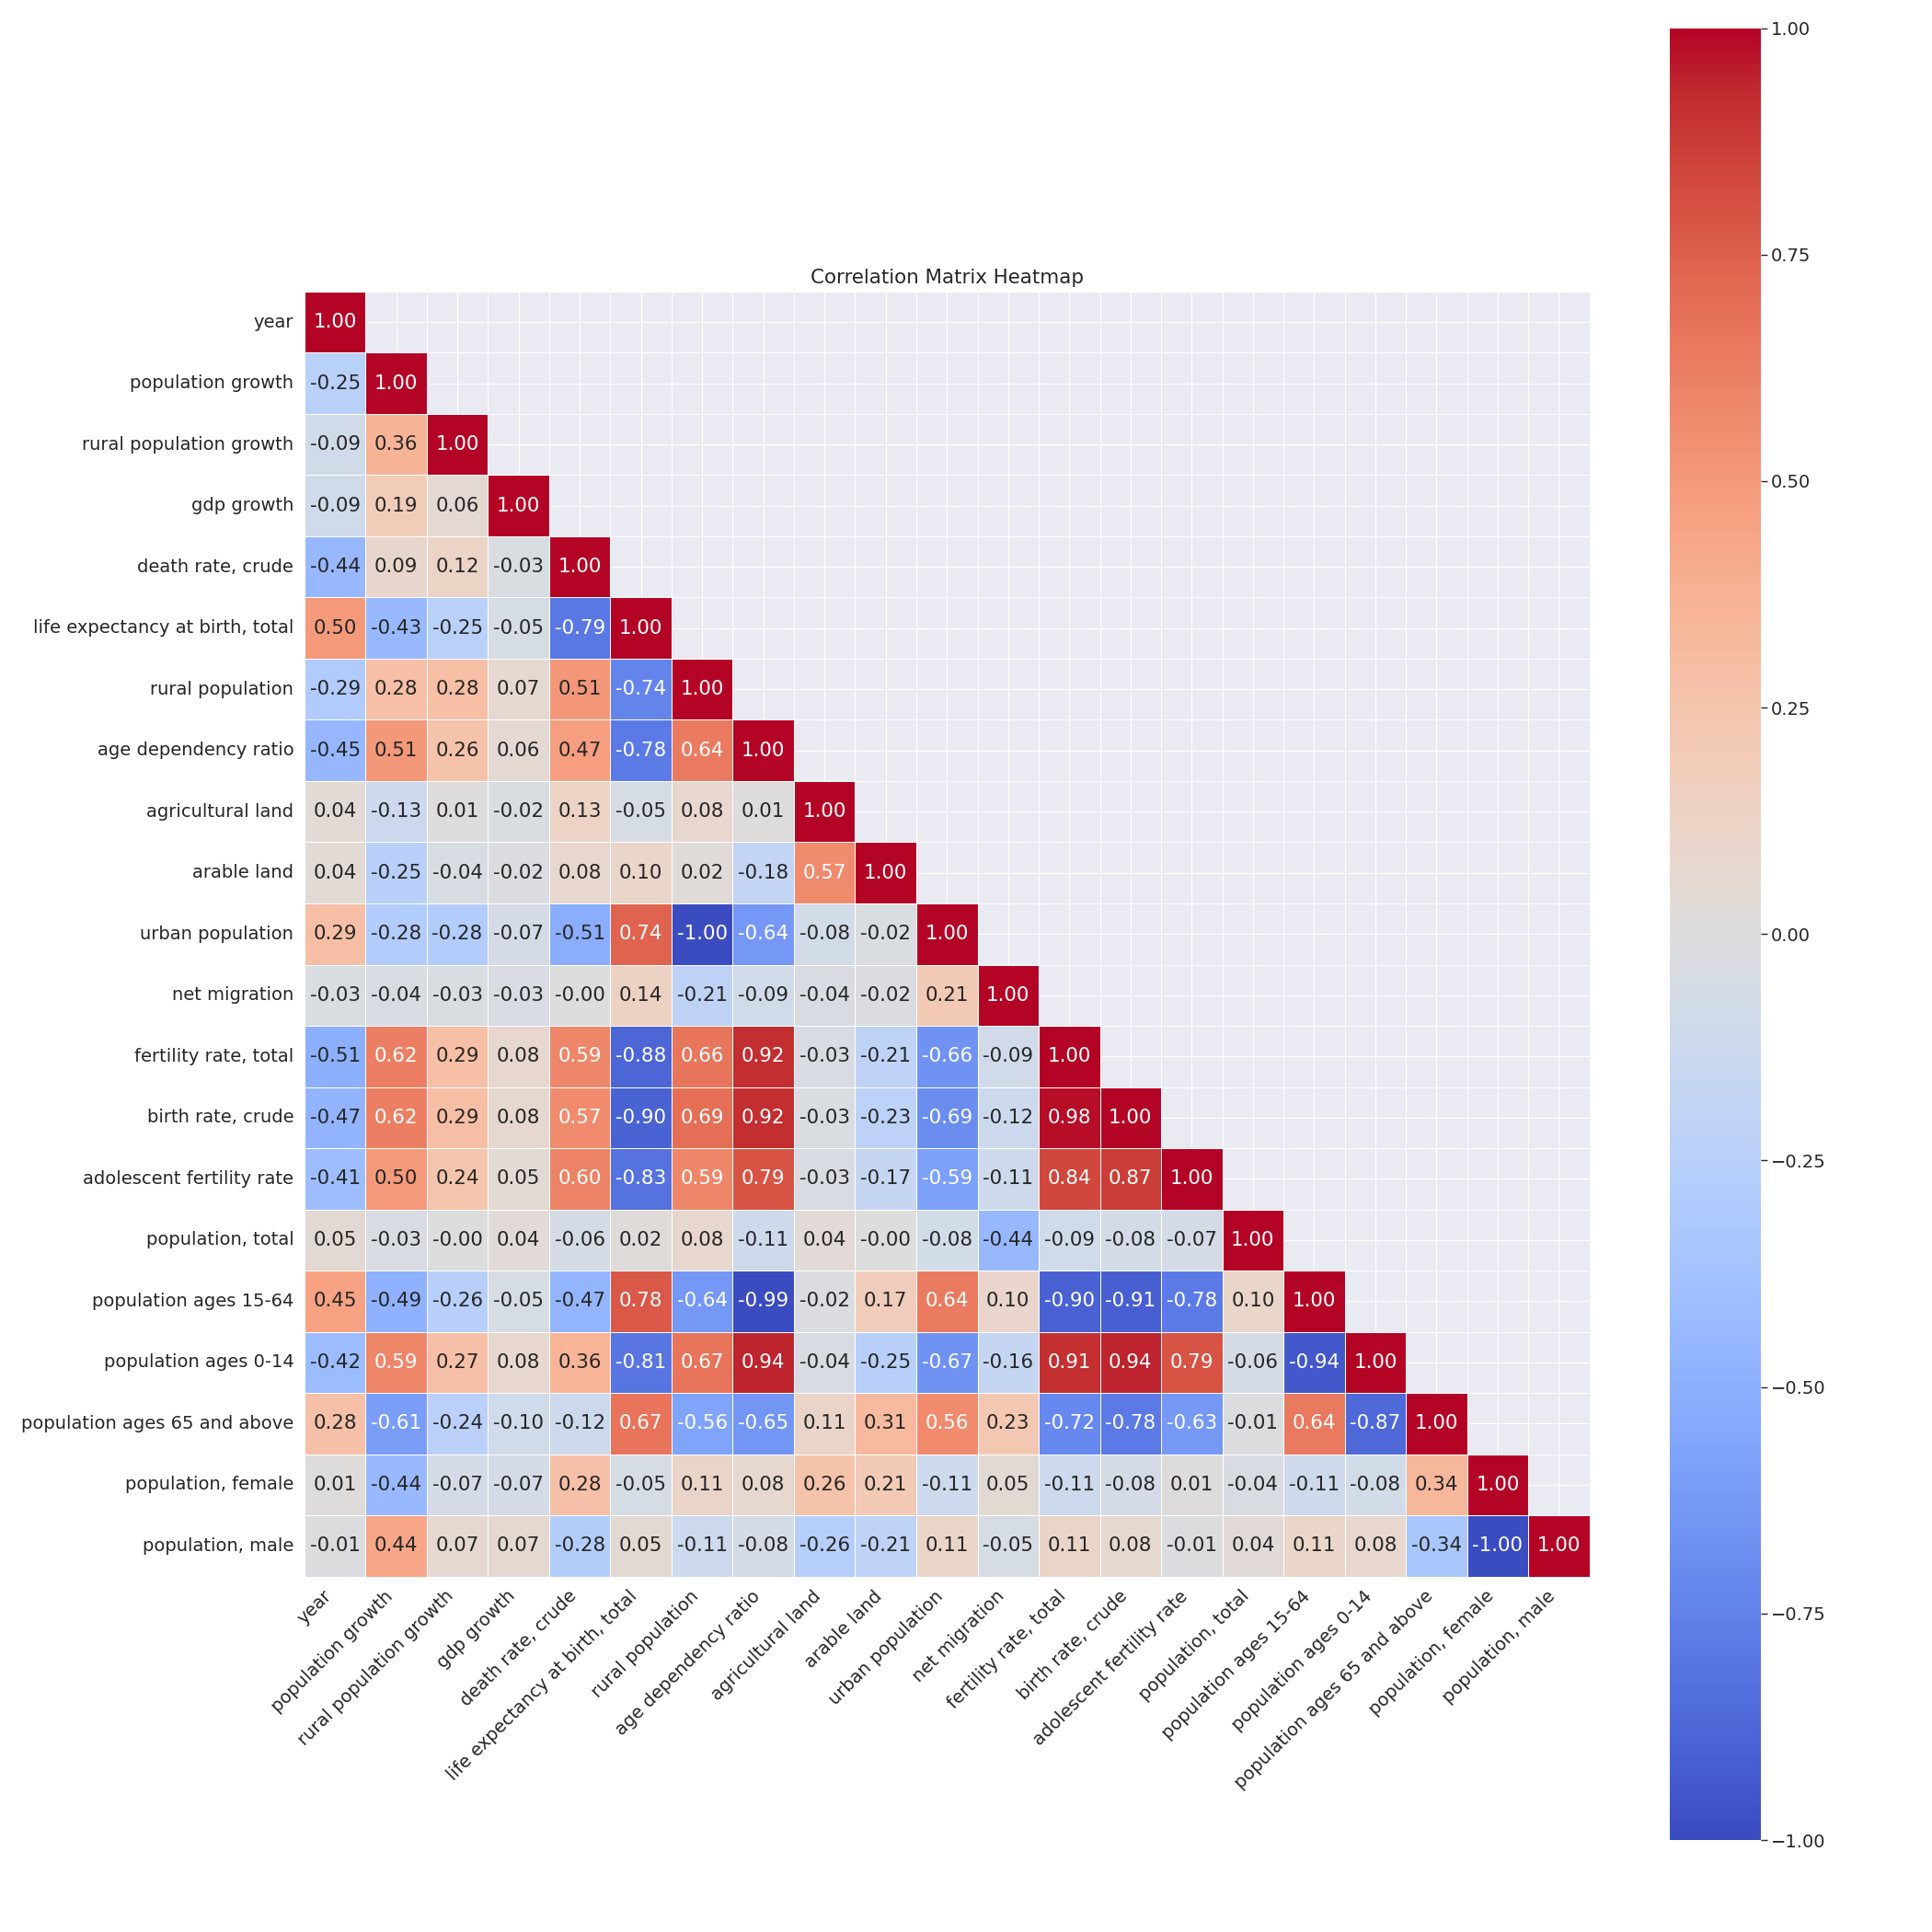 Correlation Matrix Heatmap
year 1.00
population growth -0.25 1.00
rural population growth -0.09 0.36 1.00
gdp growth -0.09 0.19 0.06 1.00
death rate, crude -0.44 0.09 0.12 -0.03 1.00
life expectancy at birth, total 0.50 -0.43 -0.25 -0.05 -0.79 1.00
rural population -0.29 0.28 0.28 0.07 0.51 -0.74 1.00
age dependency ratio -0.45 0.51 0.26 0.06 0.47 -0.78 0.64 1.00
agricultural land 0.04 -0.13 0.01 -0.02 0.13 -0.05 0.08 0.01 1.00
arable land 0.04 -0.25 -0.04 -0.02 0.08 0.10 0.02 -0.18 0.57 1.00
urban population 0.29 -0.28 -0.28 -0.07 -0.51 0.74 -1.00 -0.64 -0.08 -0.02 1.00
net migration -0.03 -0.04 -0.03 -0.03 -0.00 0.14 -0.21 -0.09 -0.04 -0.02 0.21 1.00
fertility rate, total -0.51 0.62 0.29 0.08 0.59 -0.88 0.66 0.92 -0.03 -0.21 -0.66 -0.09 1.00
birth rate, crude -0.47 0.62 0.29 0.08 0.57 -0.90 0.69 0.92 -0.03 -0.23 -0.69 -0.12 0.98 1.00
adolescent fertility rate -0.41 0.50 0.24 0.05 0.60 -0.83 0.59 0.79 -0.03 -0.17 -0.59 -0.11 0.84 0.87 1.00
population, total 0.05 -0.03 -0.00 0.04 -0.06 0.02 0.08 -0.11 0.04 -0.00 -0.08 -0.44 -0.09 -0.08 -0.07 1.00
population ages 15-64 0.45 -0.49 -0.26 -0.05 -0.47 0.78 -0.64 -0.99 -0.02 0.17 0.64 0.10 -0.90 -0.91 -0.78 0.10 1.00
population ages 0-14 -0.42 0.59 0.27 0.08 0.36 -0.81 0.67 0.94 -0.04 -0.25 -0.67 -0.16 0.91 0.94 0.79 -0.06 -0.94 1.00
population ages 65 and above 0.28 -0.61 -0.24 -0.10 -0.12 0.67 -0.56 -0.65 0.11 0.31 0.56 0.23 -0.72 -0.78 -0.63 -0.01 0.64 -0.87 1.00
population, female 0.01 -0.44 -0.07 -0.07 0.28 -0.05 0.11 0.08 0.26 0.21 -0.11 0.05 -0.11 -0.08 0.01 -0.04 -0.11 -0.08 0.34 1.00
population, male -0.01 0.44 0.07 0.07 -0.28 0.05 -0.11 -0.08 -0.26 -0.21 0.11 -0.05 0.11 0.08 -0.01 0.04 0.11 0.08 -0.34 -1.00 1.00
year
population growth
rural population growth
gdp growth
death rate, crude
life expectancy at birth, total
rural population
age dependency ratio
agricultural land
arable land
urban population
net migration
fertility rate, total
birth rate, crude
adolescent fertility rate
population, total
population ages 15-64
population ages 0-14
population ages 65 and above
population, female
population, male
1.00
0.75
0.50
0.25
0.00
−0.25
−0.50
−0.75
−1.00